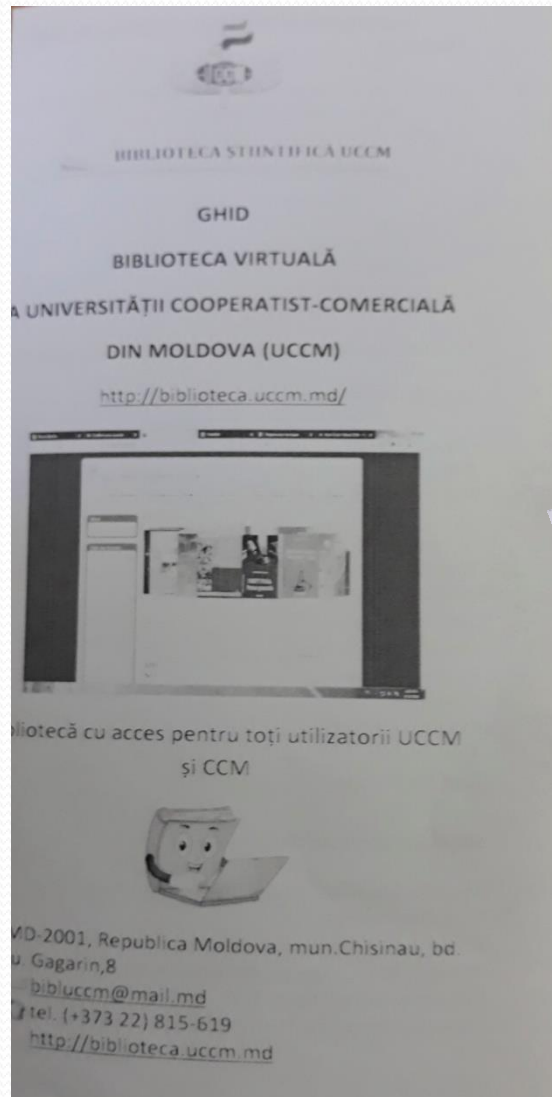 BIBLIOTECA ȘTIINȚIFICĂ UCCM
GHID
BIBLIOTECA VIRTUALĂ
A UNIVERSITĂȚII COOPERATIST-COMERCIALĂ
DIN MOLDOVA (UCCM)
http://biblioteca.uccm.md/
bliotecă cu acces pentru toți utilizatorii UCCM
și CCM
MD-2001, Republica Moldova, mun.Chisinau, bd.
u. Gagarin,8
bibluccm@mail.md
tel. (+373 22) 815-619
http://biblioteca.uccm.md